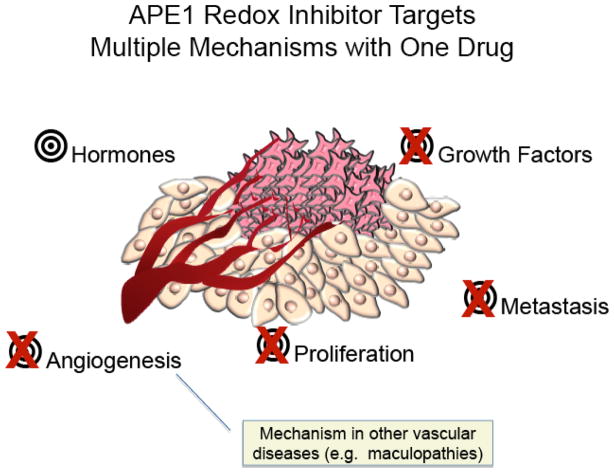 APE1 Redox Inhibitor Targets
Multiple Mechanisms with One Drug
Hormones
Growth Factors
Metastasis
Proliferation
Angiogenesis
Mechanism in other vascular
diseases (e.g. maculopathies)